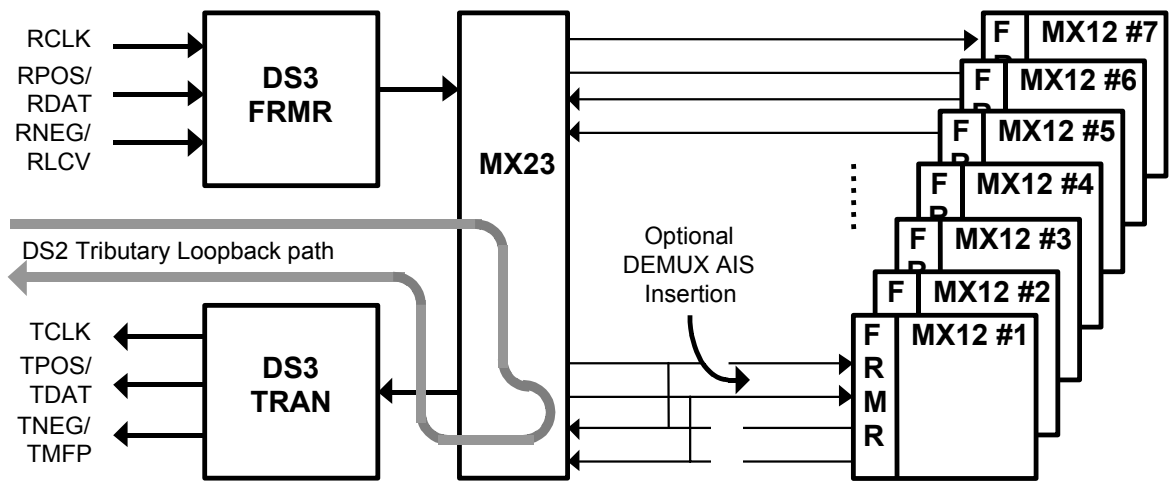 RCLK
RPOS/
RDAT
RNEG/
RLCV
DS3
FRMR
MX23
F
R
MX12 #7
F
R
MX12 #6
F
R
MX12 #5
F
R
MX12 #4
F
R
MX12 #3
F
MX12 #2
F
R
M
R
MX12 #1
DS2 Tributary Loopback path
Optional
DEMUX AIS
Insertion
TCLK
TPOS/
TDAT
TNEG/
TMFP
DS3
TRAN